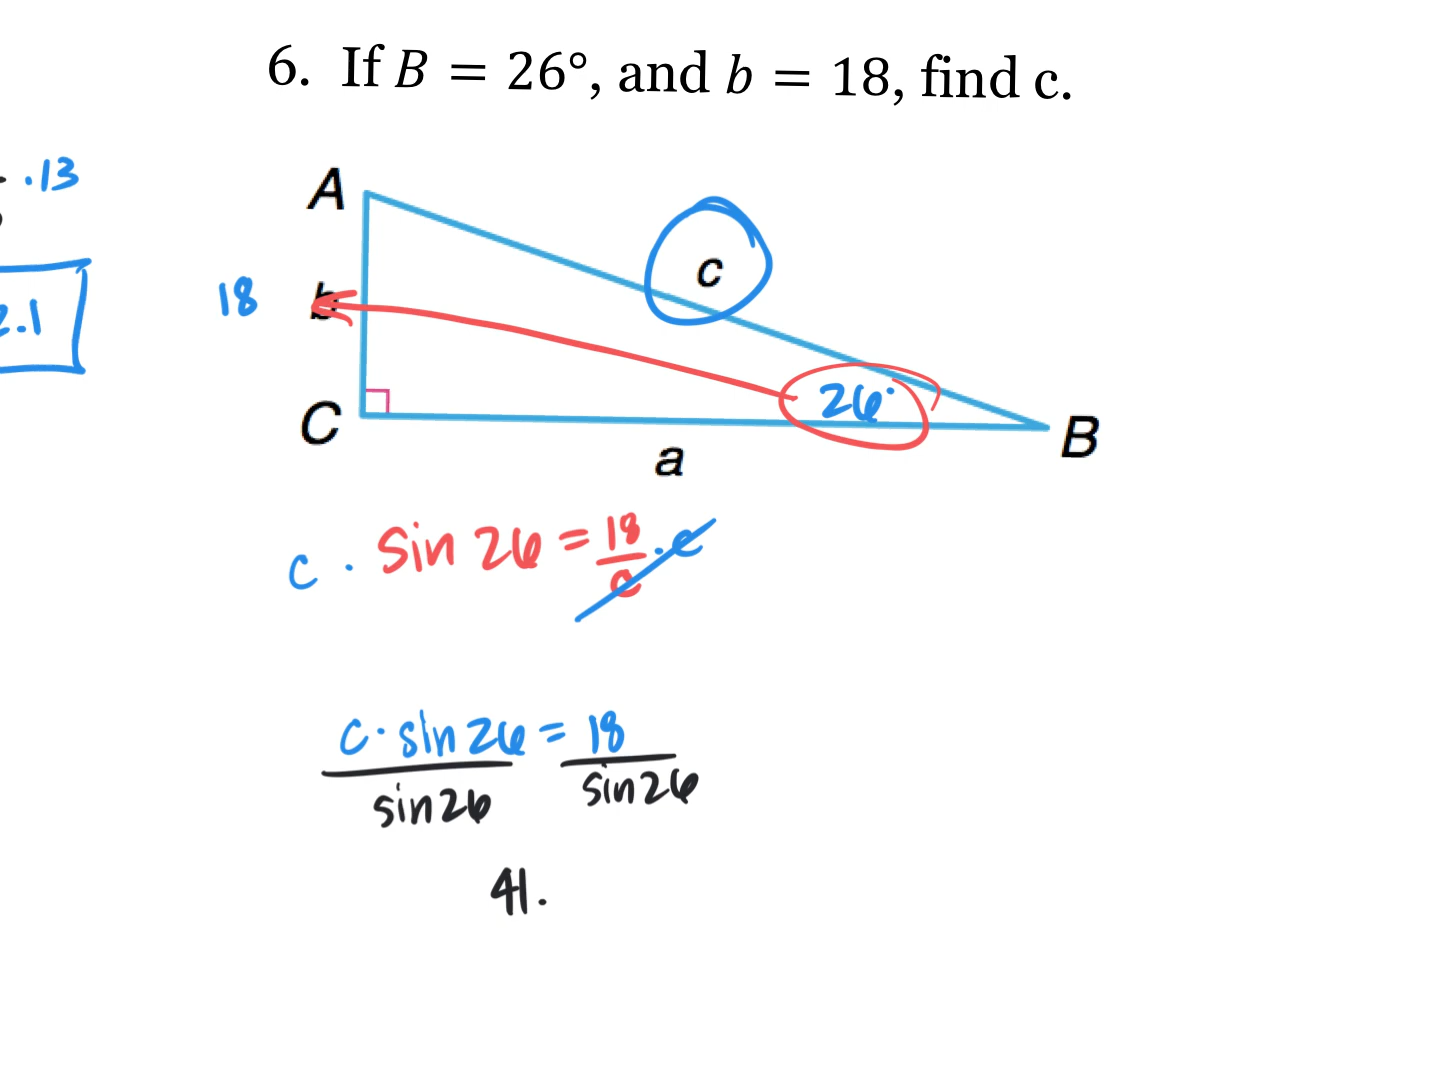 6. If B = 26°, and b = 18, find c.
· 13
A
c
18
b
2.1
26°
C
B
a
c · sin 26 = 18/c · c
c · sin 26 = 18
sin 26 sin 26
41.